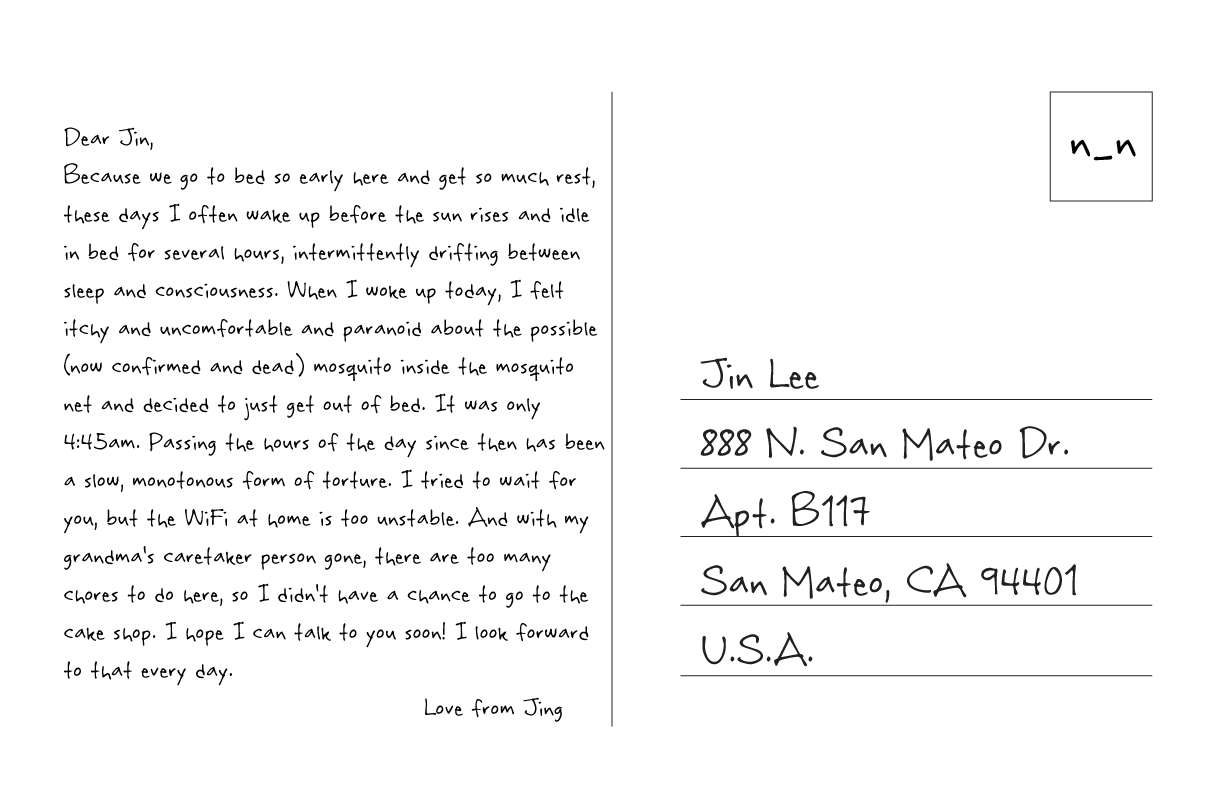 Dear Jin,
Because we go to bed so early here and get so much rest,
these days I often wake up before the sun rises and idle
in bed for several hours, intermittently drifting between
sleep and consciousness. When I woke up today, I felt
itchy and uncomfortable and paranoid about the possible
(now confirmed and dead) mosquito inside the mosquito
net and decided to just get out of bed. It was only
4:45am. Passing the hours of the day since then has been
a slow, monotonous form of torture. I tried to wait for
you, but the WiFi at home is too unstable. And with my
grandma's caretaker person gone, there are too many
chores to do here, so I didn't have a chance to go to the
cake shop. I hope I can talk to you soon! I look forward
to that every day.
Love from Jing
n_n
Jin Lee
888 N. San Mateo Dr.
Apt. B117
San Mateo, CA 94401
U.S.A.